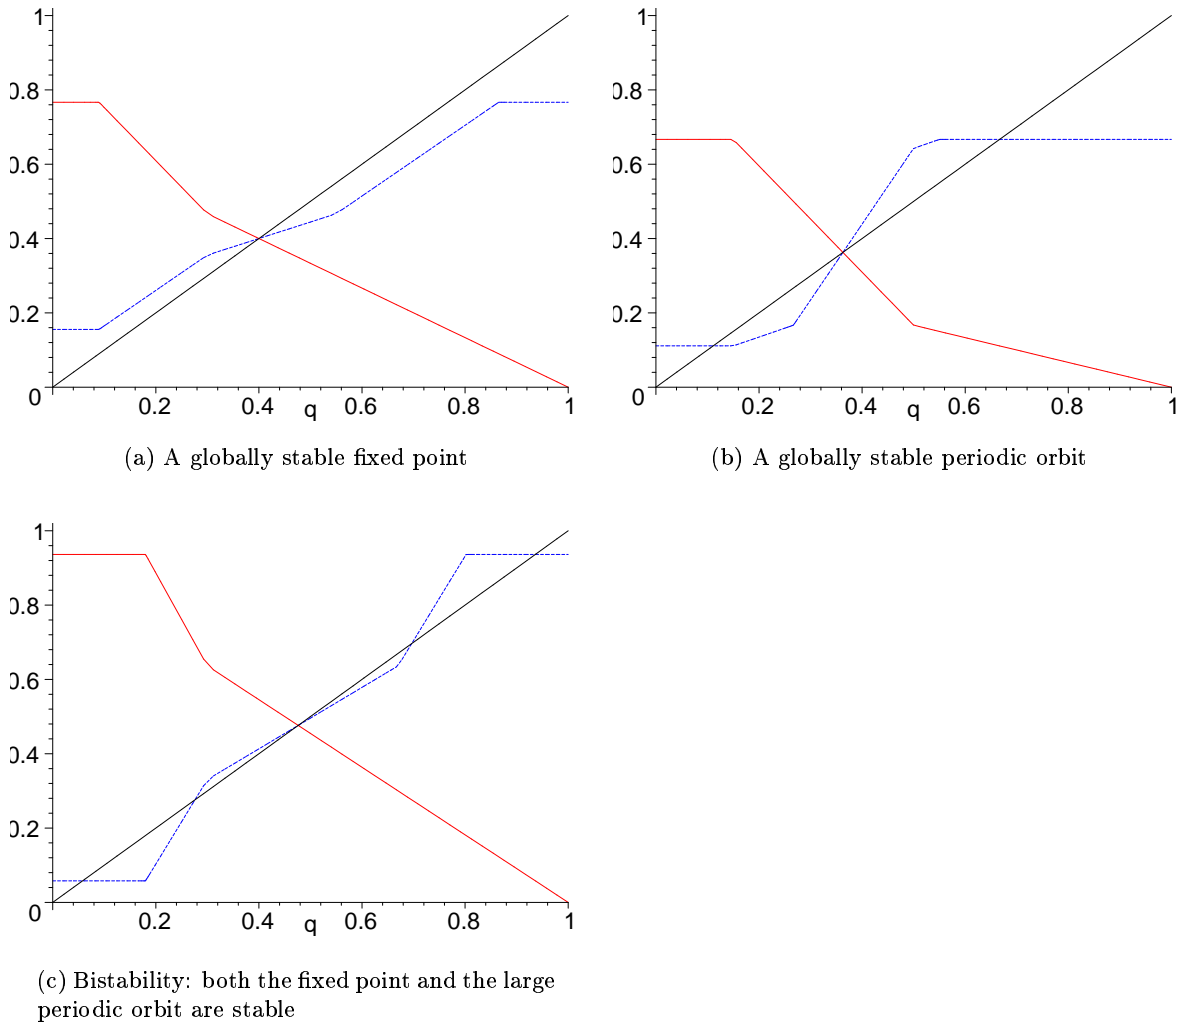 1
0.8
0.6
0.4
0.2
0
0.2 0.4 q 0.6 0.8 1
(a) A globally stable fixed point
1
0.8
0.6
0.4
0.2
0
0.2 0.4 q 0.6 0.8 1
(b) A globally stable periodic orbit
1
0.8
0.6
0.4
0.2
0
0.2 0.4 q 0.6 0.8 1
(c) Bistability: both the fixed point and the large
periodic orbit are stable